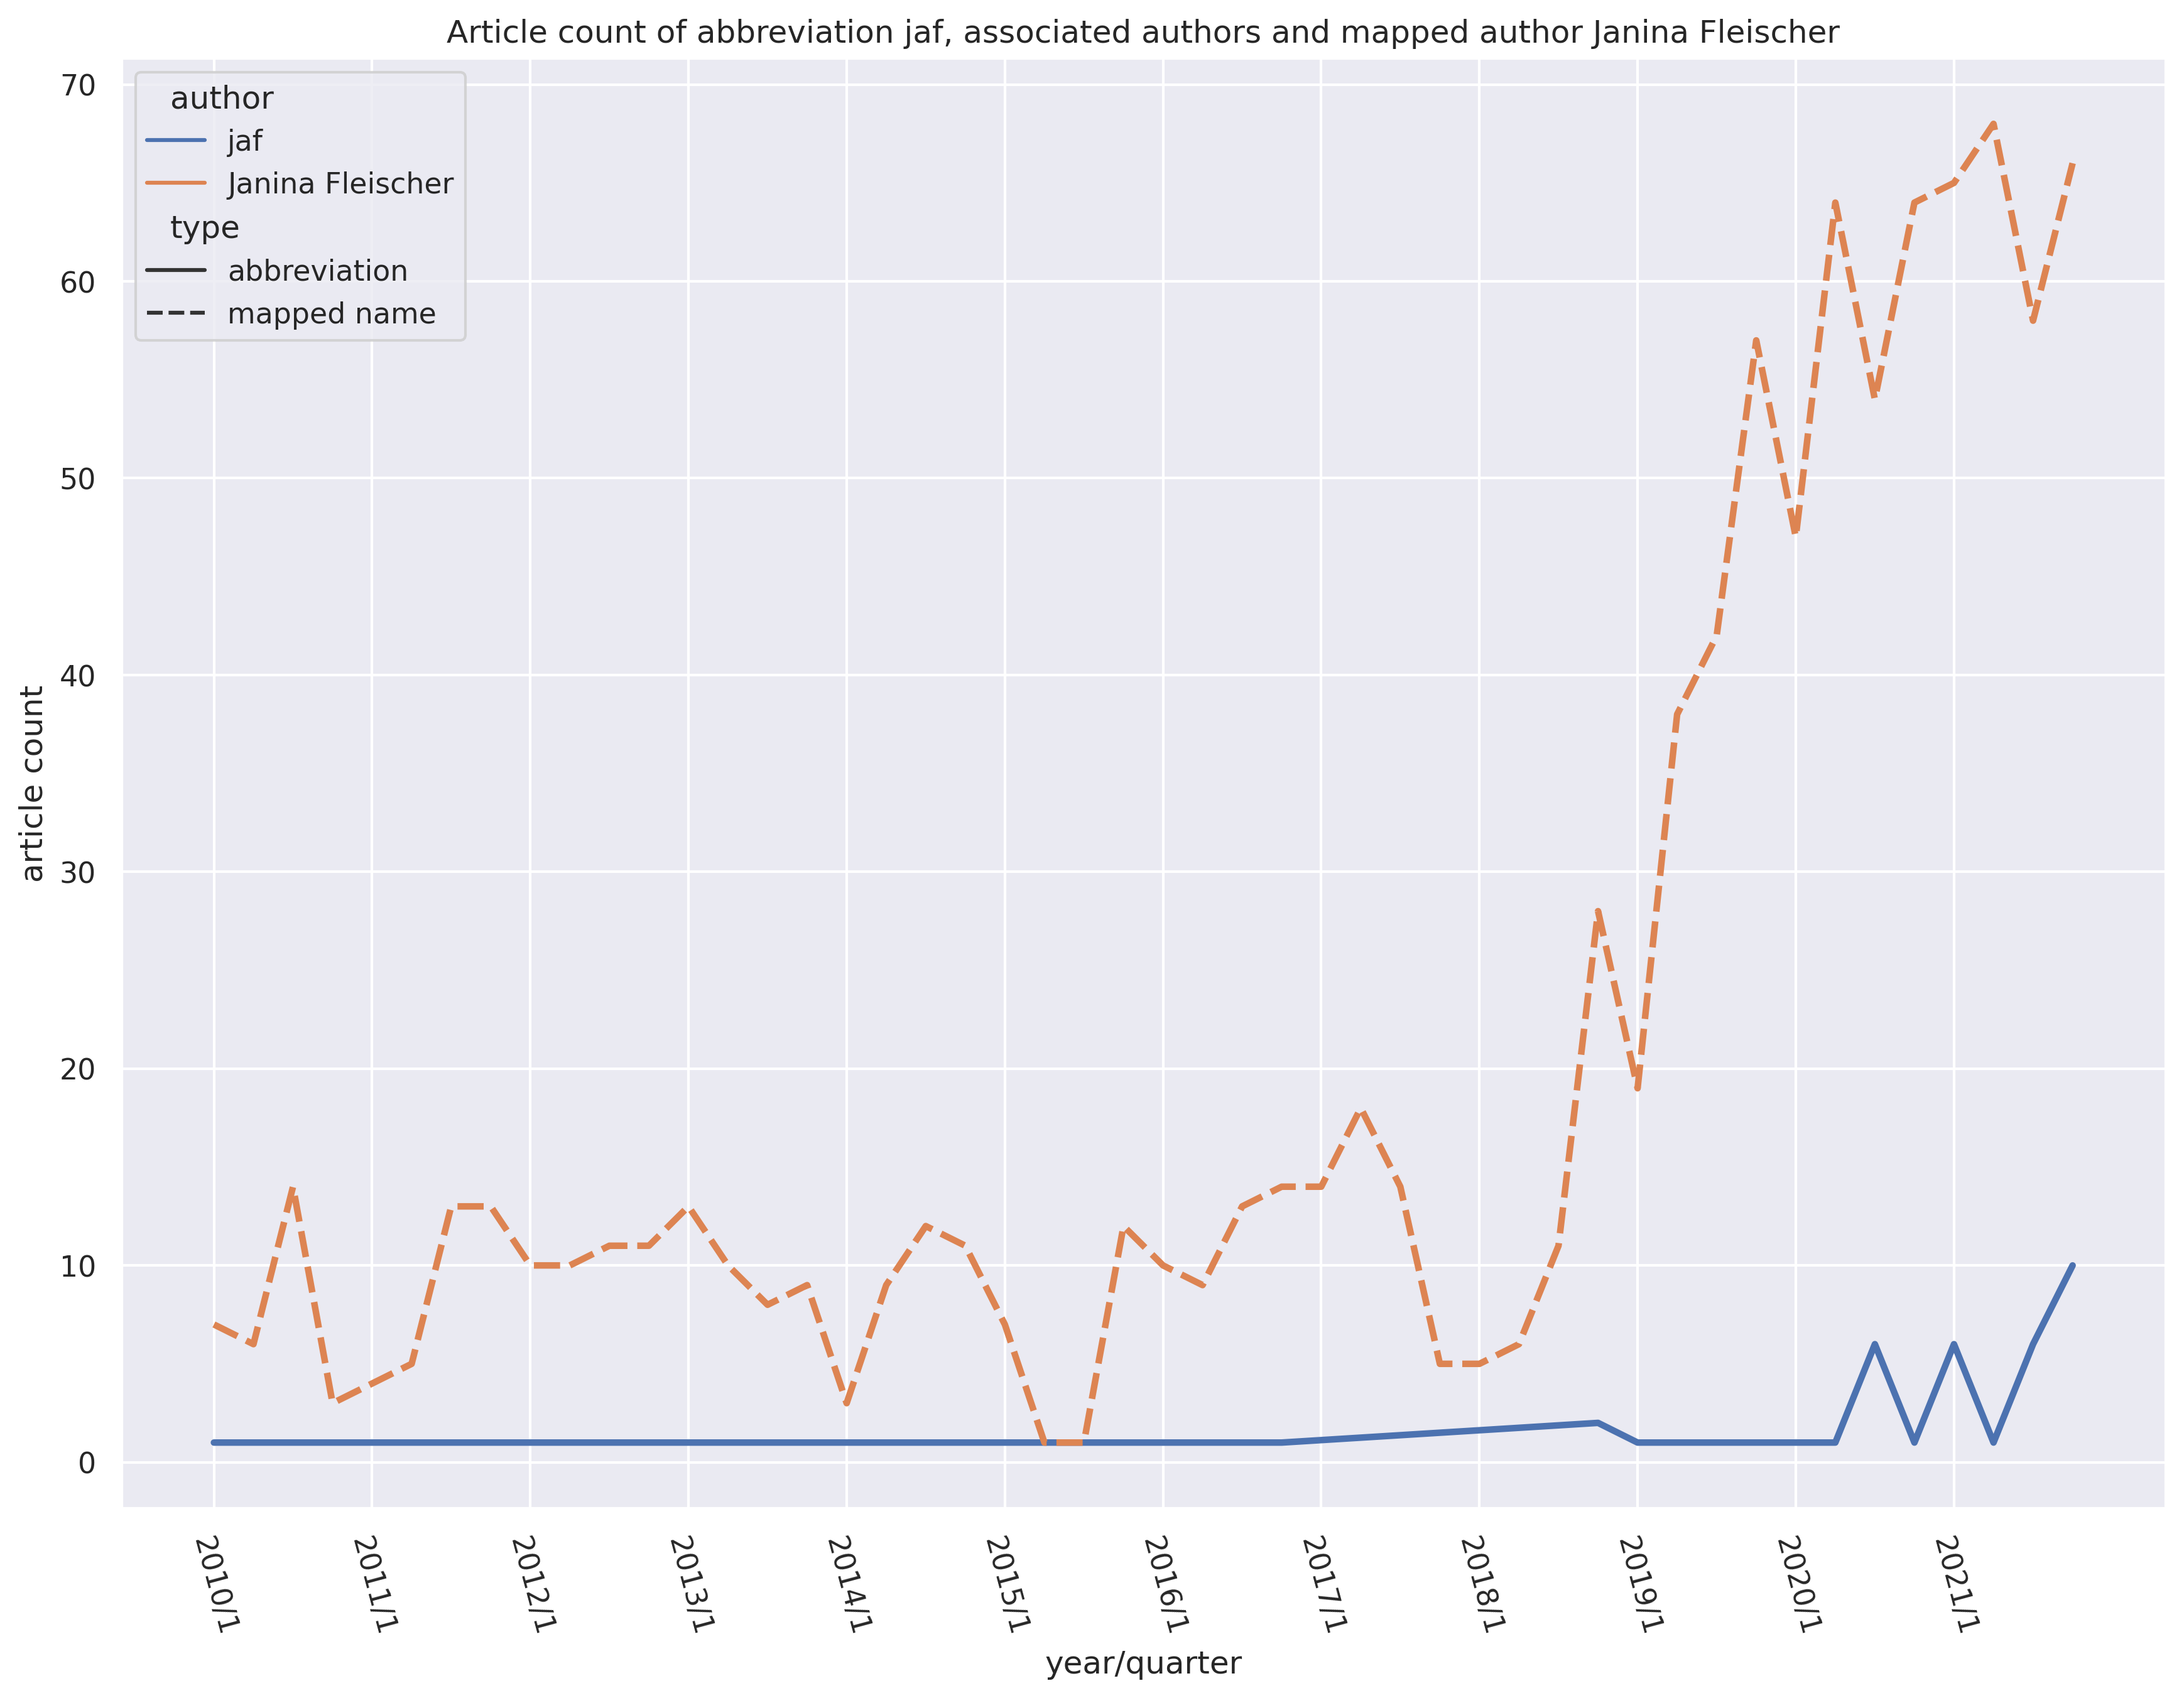 Article count of abbreviation jaf, associated authors and mapped author Janina Fleischer
author
jaf
Janina Fleischer
type
abbreviation
mapped name
article count
70
60
50
40
30
20
10
0
2010/1
2011/1
2012/1
2013/1
2014/1
2015/1
2016/1
2017/1
2018/1
2019/1
2020/1
2021/1
year/quarter